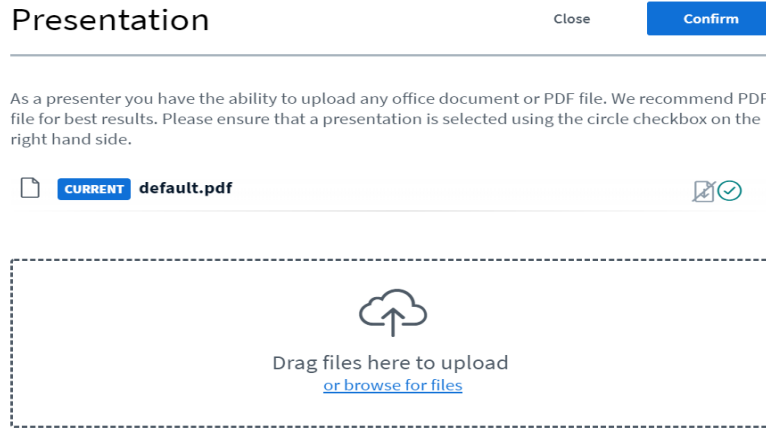 Presentation
Close
Confirm
As a presenter you have the ability to upload any office document or PDF file. We recommend PDF
file for best results. Please ensure that a presentation is selected using the circle checkbox on the
right hand side.
CURRENT default.pdf
Drag files here to upload
or browse for files